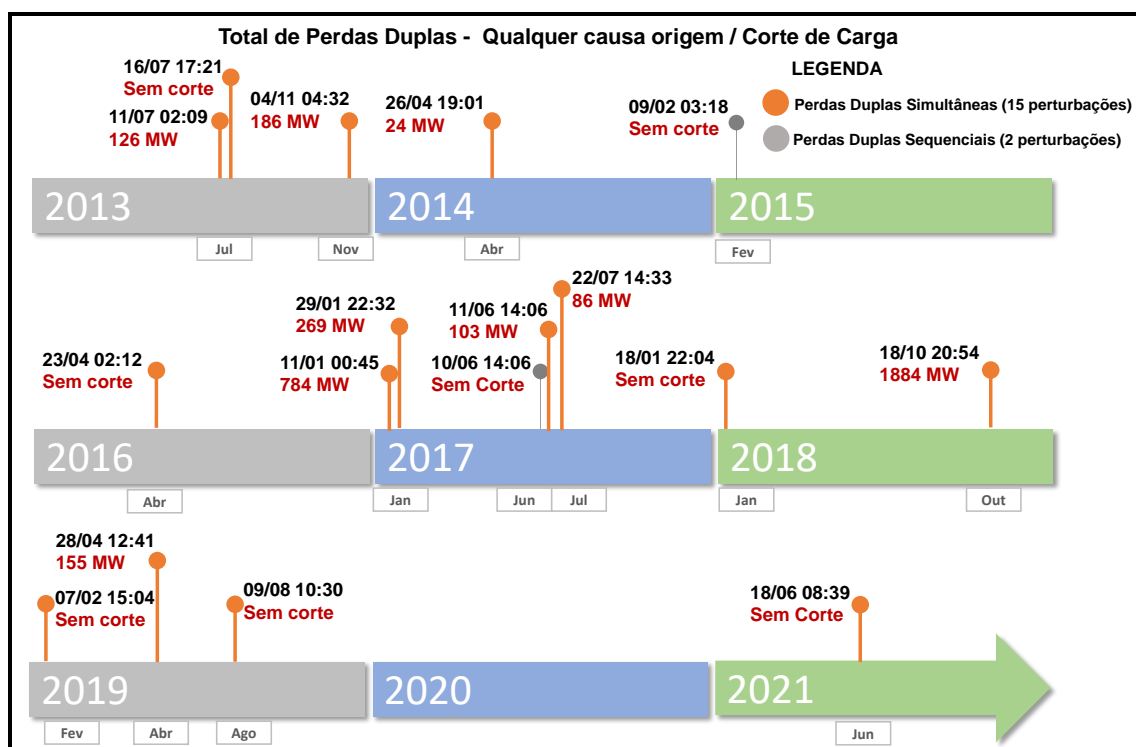 Total de Perdas Duplas - Qualquer causa origem / Corte de Carga
LEGENDA
Perdas Duplas Simultâneas (15 perturbações)
Perdas Duplas Sequenciais (2 perturbações)
16/07 17:21
Sem corte
11/07 02:09
126 MW
04/11 04:32
186 MW
26/04 19:01
24 MW
09/02 03:18
Sem corte
2013
2014
2015
Jul
Nov
Abr
Fev
23/04 02:12
Sem corte
29/01 22:32
269 MW
11/01 00:45
784 MW
22/07 14:33
86 MW
11/06 14:06
103 MW
10/06 14:06
Sem Corte
18/01 22:04
Sem corte
18/10 20:54
1884 MW
2016
2017
2018
Abr
Jan
Jun
Jul
Jan
Out
28/04 12:41
155 MW
07/02 15:04
Sem corte
09/08 10:30
Sem corte
18/06 08:39
Sem Corte
2019
2020
2021
Fev
Abr
Ago
Jun